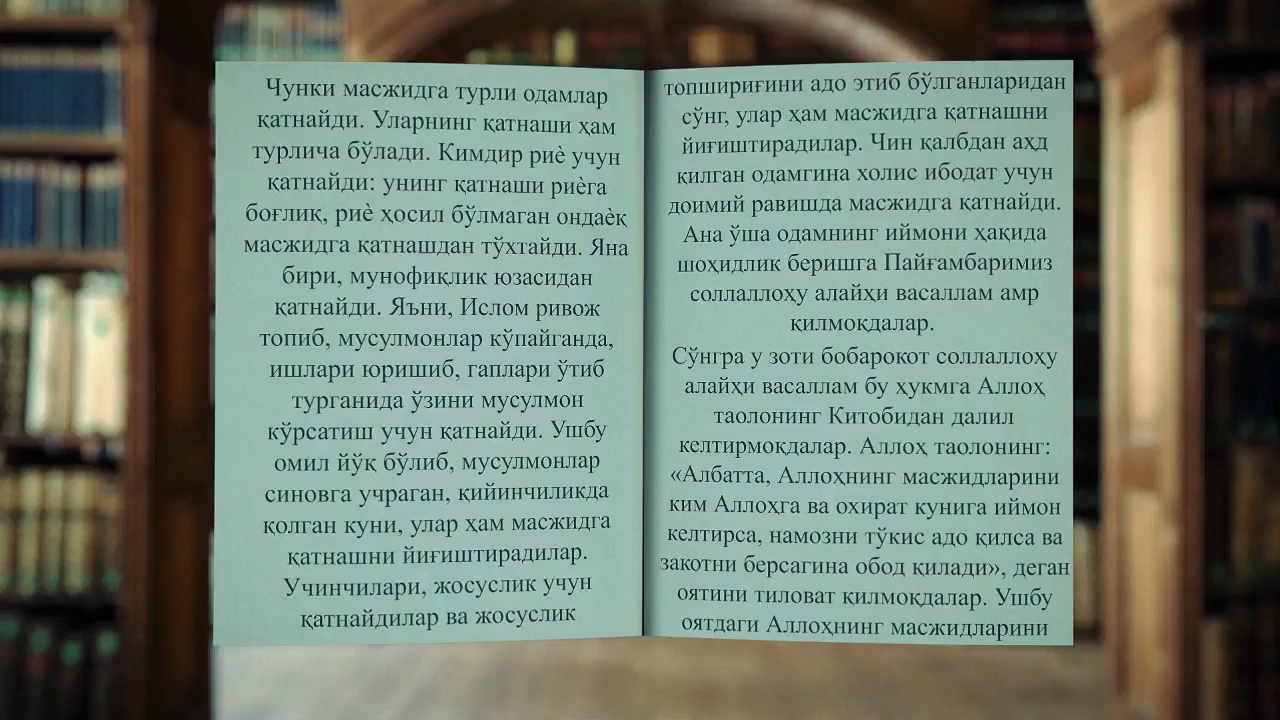 Чунки масжидга турли одамлар
қатнайди. Уларнинг қатнаши ҳам
турлича бўлади. Кимдир риѐ учун
қатнайди: унинг қатнаши риѐга
боғлиқ, риѐ ҳосил бўлмаган ондаѐқ
масжидга қатнашдан тўхтайди. Яна
бири, мунофиқлик юзасидан
қатнайди. Яъни, Ислом ривож
топиб, мусулмонлар кўпайганда,
ишлари юришиб, гаплари ўтиб
турганида ўзини мусулмон
кўрсатиш учун қатнайди. Ушбу
омил йўқ бўлиб, мусулмонлар
синовга учраган, қийинчиликда
қолган куни, улар ҳам масжидга
қатнашни йиғиштирадилар.
Учинчилари, жосуслик учун
қатнайдилар ва жосуслик
топшириғини адо этиб бўлганларидан
сўнг, улар ҳам масжидга қатнашни
йиғиштирадилар. Чин қалбдан аҳд
қилган одамгина холис ибодат учун
доимий равишда масжидга қатнайди.
Ана ўша одамнинг иймони ҳақида
шоҳидлик беришга Пайғамбаримиз
соллаллоҳу алайҳи васаллам амр
қилмоқдалар.
Сўнгра у зоти бобарокот соллаллоҳу
алайҳи васаллам бу ҳукмга Аллоҳ
таолонинг Китобидан далил
келтирмоқдалар. Аллоҳ таолонинг:
«Албатта, Аллоҳнинг масжидларини
ким Аллоҳга ва охират кунига иймон
келтирса, намозни тўкис адо қилса ва
закотни берсагина обод қилади», деган
оятини тиловат қилмоқдалар. Ушбу
оятдаги Аллоҳнинг масжидларини